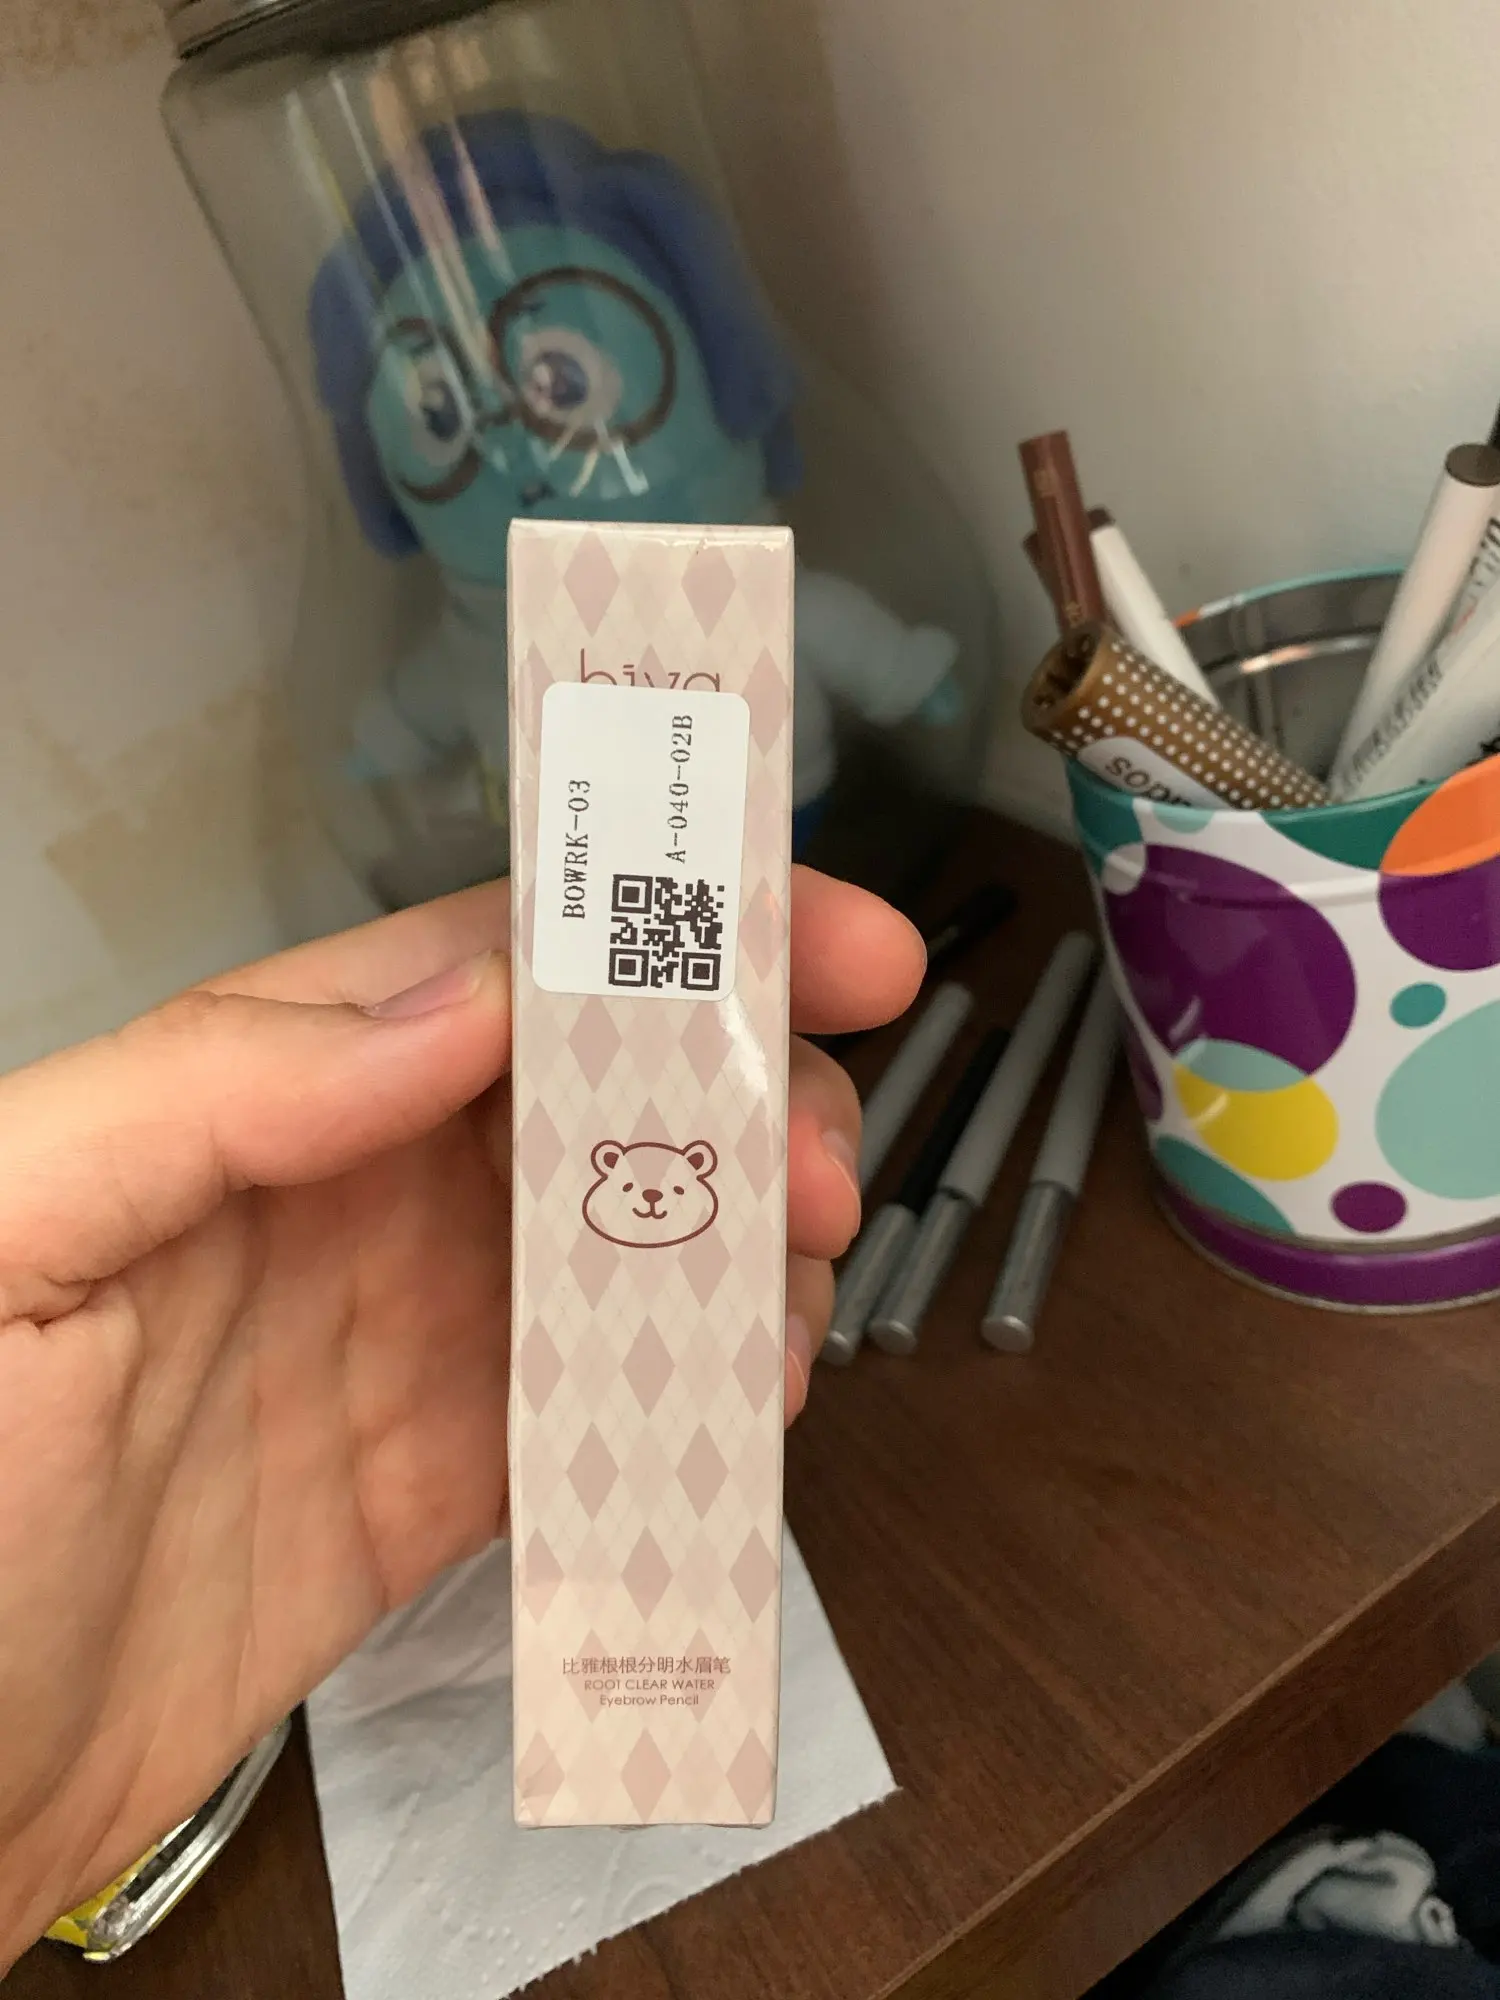 biya
BOWRK-03
A-040-02B
比雅根根分明水眉笔
ROOT CLEAR WATER
Eyebrow Pencil